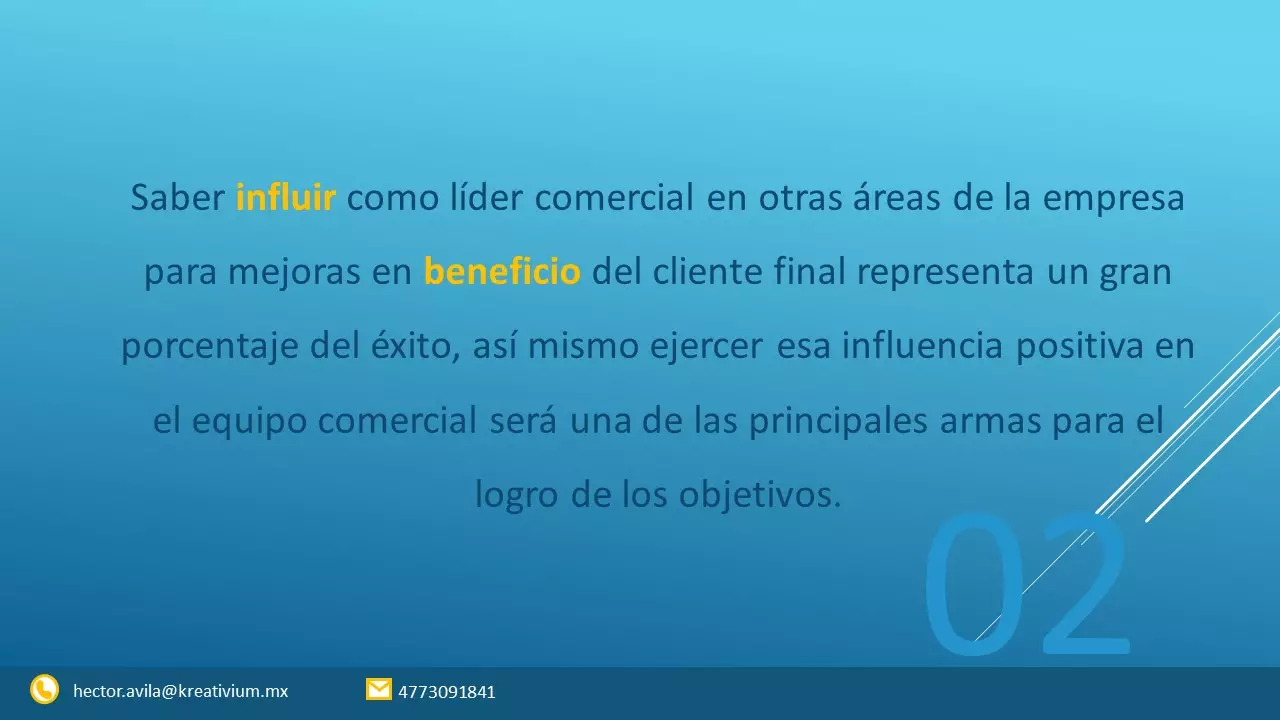 Saber influir como líder comercial en otras áreas de la empresa
para mejoras en beneficio del cliente final representa un gran
porcentaje del éxito, así mismo ejercer esa influencia positiva en
el equipo comercial será una de las principales armas para el
logro de los objetivos.
02
hector.avila@kreativium.mx
4773091841